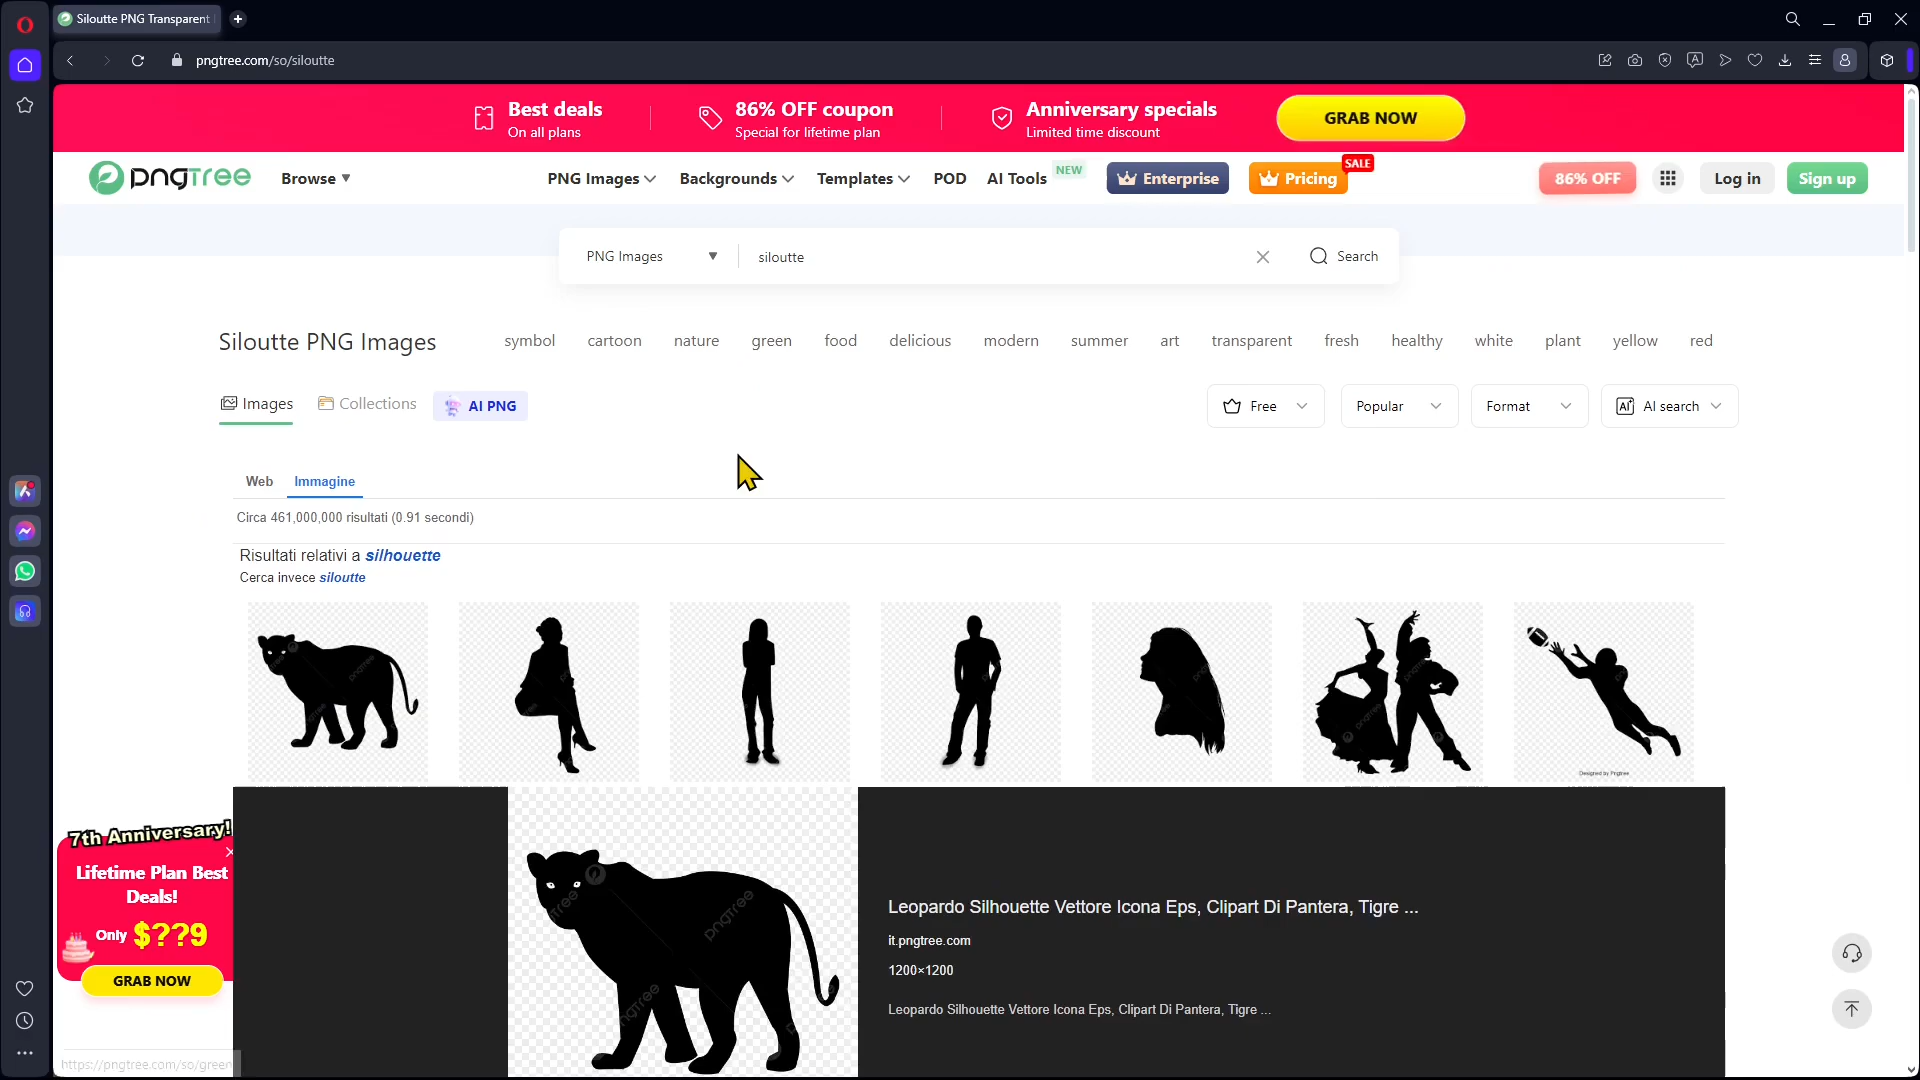 Siloutte PNG Transparent
pngtree.com/so/siloutte
Best deals
On all plans
86% OFF coupon
Special for lifetime plan
Anniversary specials
Limited time discount
GRAB NOW
pngtree
Browse
PNG Images
Backgrounds
Templates
POD
AI Tools
NEW
Enterprise
Pricing
SALE
86% OFF
Log in
Sign up
PNG Images
siloutte
Search
Siloutte PNG Images
symbol
cartoon
nature
green
food
delicious
modern
summer
art
transparent
fresh
healthy
white
plant
yellow
red
Images
Collections
AI PNG
Free
Popular
Format
AI search
Web
Immagine
Circa 461,000,000 risultati (0.91 secondi)
Risultati relativi a silhouette
Cerca invece siloutte
Designed by Pngtree
7th Anniversary!
Lifetime Plan Best
Deals!
Only $??9
GRAB NOW
pngtree
pngtree
pngtree
Leopardo Silhouette Vettore Icona Eps, Clipart Di Pantera, Tigre ...
it.pngtree.com
1200×1200
Leopardo Silhouette Vettore Icona Eps, Clipart Di Pantera, Tigre ...
https://pngtree.com/so/green